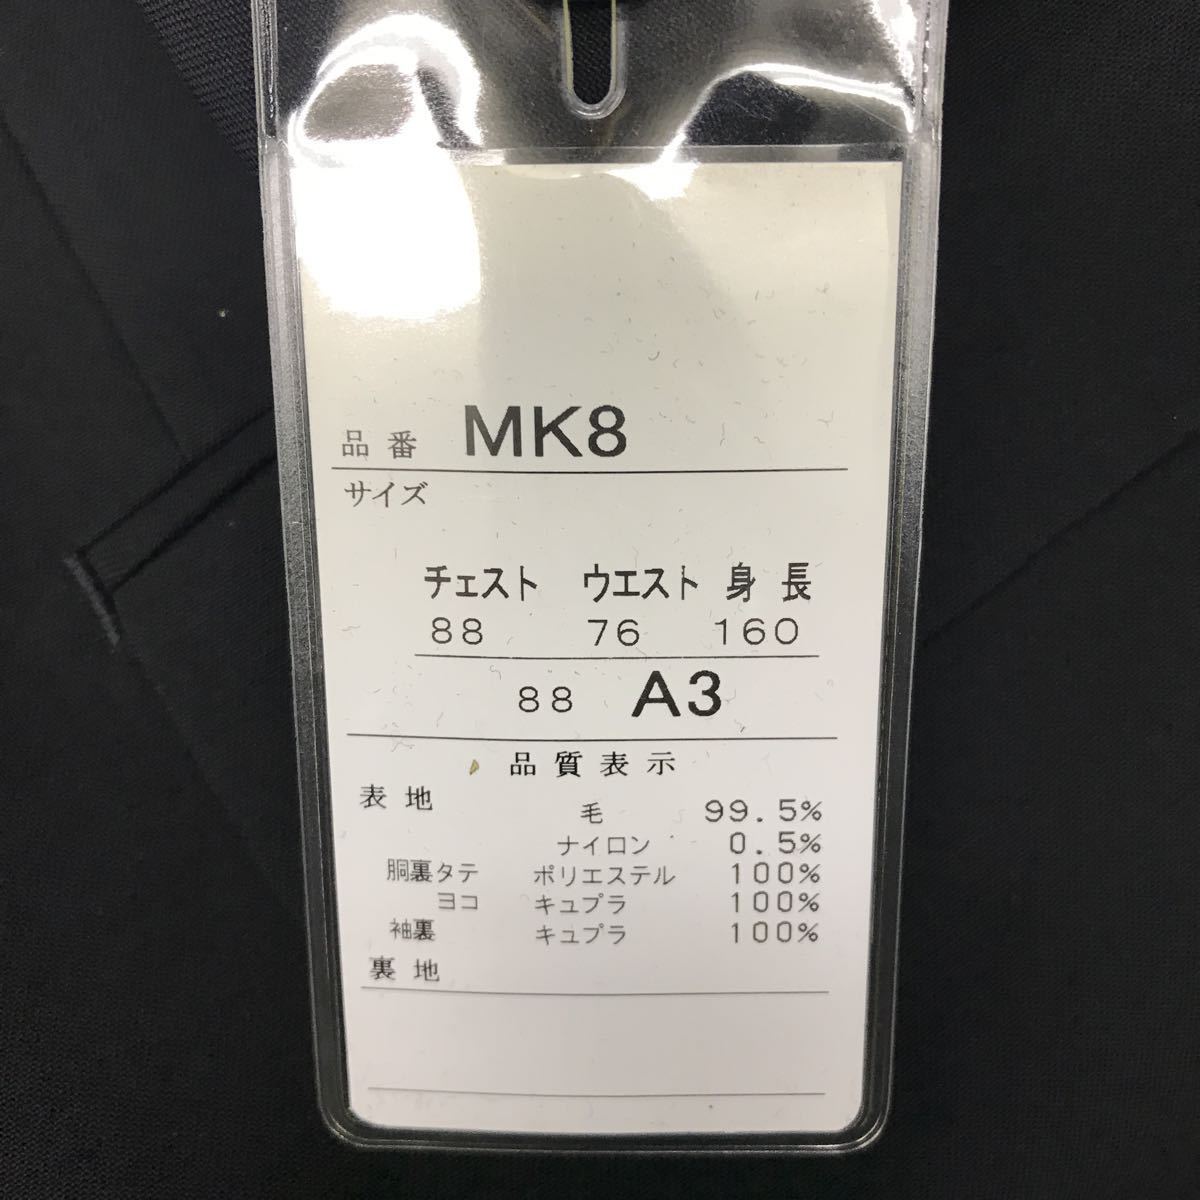 品番 MK8
サイズ
チェスト ウエスト 身長
88 76 160
88 A3
品質表示
表地
毛 99.5%
ナイロン 0.5%
胴裏タテ ポリエステル 100%
ヨコ キュプラ 100%
袖裏 キュプラ 100%
裏地